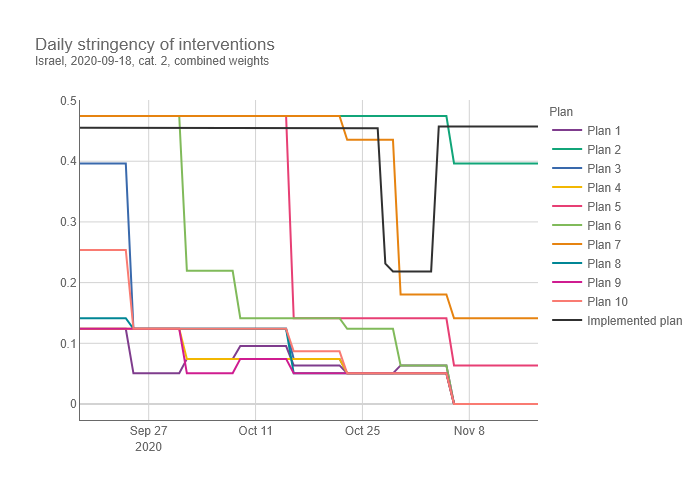 Daily stringency of interventions
Israel, 2020-09-18, cat. 2, combined weights
0.5
0.4
0.3
0.2
0.1
0
Sep 27
2020
Oct 11
Oct 25
Nov 8
Plan
Plan 1
Plan 2
Plan 3
Plan 4
Plan 5
Plan 6
Plan 7
Plan 8
Plan 9
Plan 10
Implemented plan